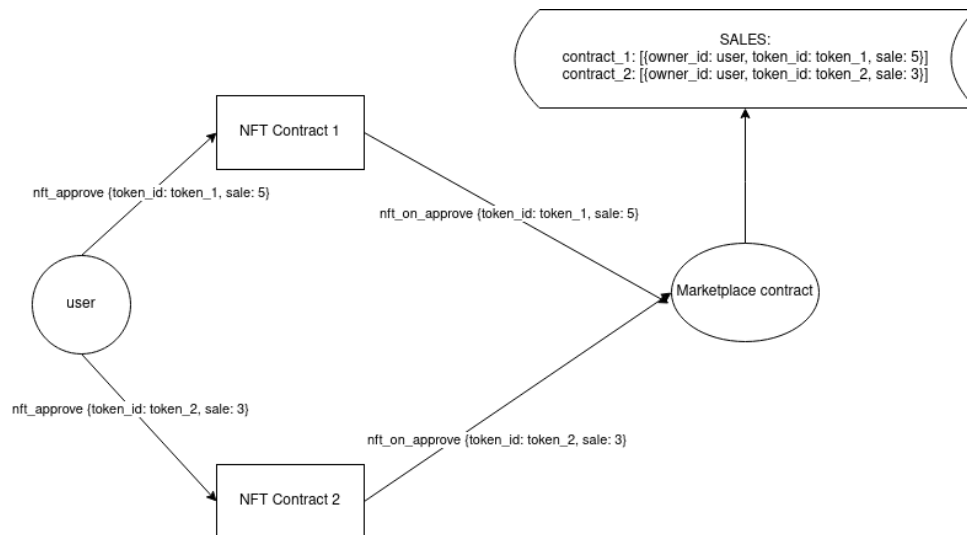 SALES:
contract_1: [{owner_id: user, token_id: token_1, sale: 5}]
contract_2: [{owner_id: user, token_id: token_2, sale: 3}]
NFT Contract 1
nft_approve {token_id: token_1, sale: 5}
nft_on_approve {token_id: token_1, sale: 5}
user
Marketplace contract
nft_approve {token_id: token_2, sale: 3}
nft_on_approve {token_id: token_2, sale: 3}
NFT Contract 2